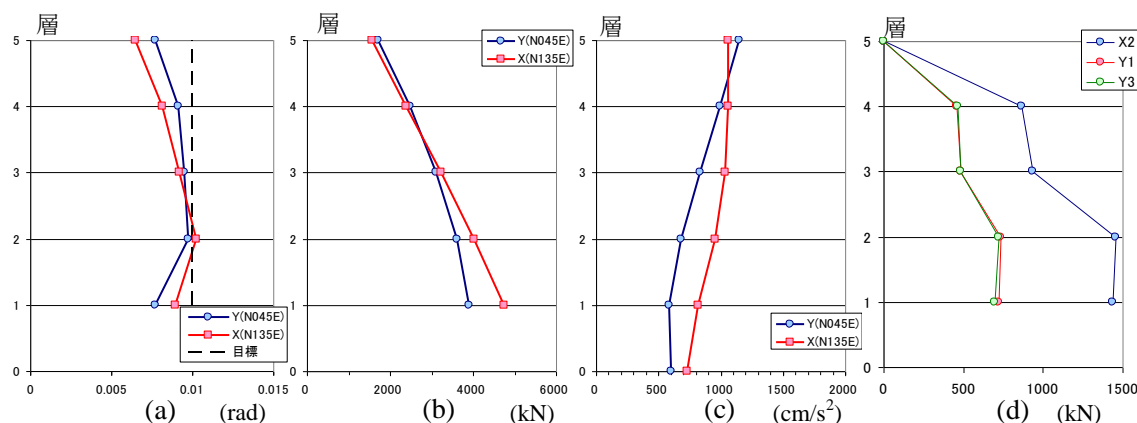 層
5
4
3
2
1
0
0
0.005
0.01
0.015
Y(N045E)
X(N135E)
目標
(a)
(rad)
層
5
4
3
2
1
0
0
2000
4000
6000
Y(N045E)
X(N135E)
(b)
(kN)
層
5
4
3
2
1
0
0
500
1000
1500
2000
Y(N045E)
X(N135E)
(c)
(cm/s²)
層
5
4
3
2
1
0
0
500
1000
1500
X2
Y1
Y3
(d)
(kN)